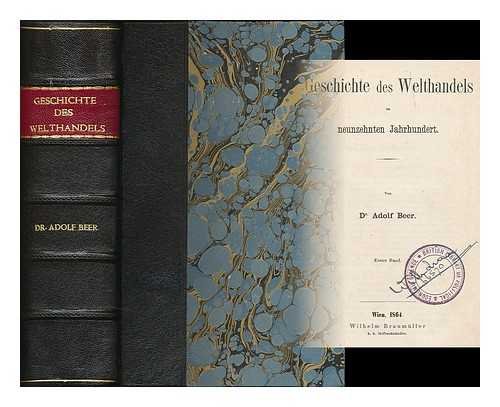 GESCHICHTE
DES
WELTHANDELS
DR· ADOLF BEER
Geschichte des Welthandels
im
neunzehnten Jahrhundert.
Von
Dr Adolf Beer.
Erster Band.
Wien, 1864.
Wilhelm Braumüller
k. k. Hofbuchhändler.